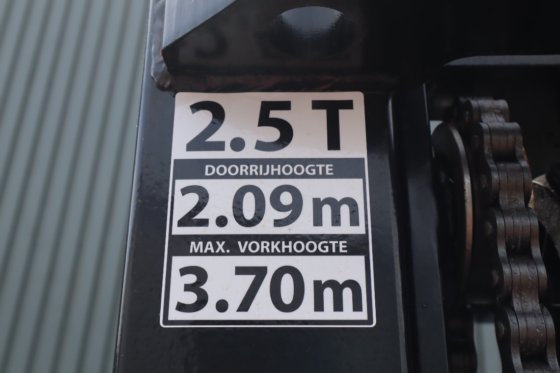 2.5 T
DOORRIJHOOGTE
2.09 m
MAX. VORKHOOGTE
3.70 m